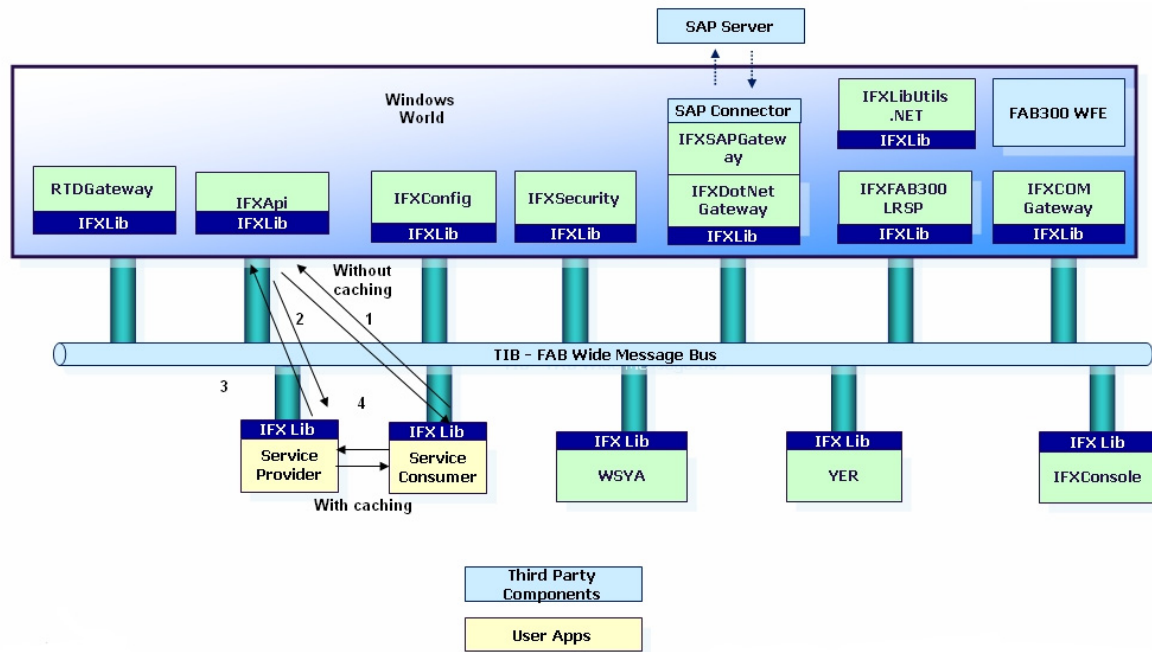 SAP Server
Windows
World
SAP Connector
IFXSAPGatew
ay
IFXDotNet
Gateway
IFXLib
IFXLibUtils
.NET
IFXLib
FAB300 WFE
RTDGateway
IFXLib
IFXApi
IFXLib
IFXConfig
IFXLib
IFXSecurity
IFXLib
IFXFAB300
LRSP
IFXLib
IFXCOM
Gateway
IFXLib
Without
caching
2
1
TIB - FAB Wide Message Bus
3
4
IFX Lib
Service
Provider
IFX Lib
Service
Consumer
With caching
IFX Lib
WSYA
IFX Lib
YER
IFX Lib
IFXConsole
Third Party
Components
User Apps